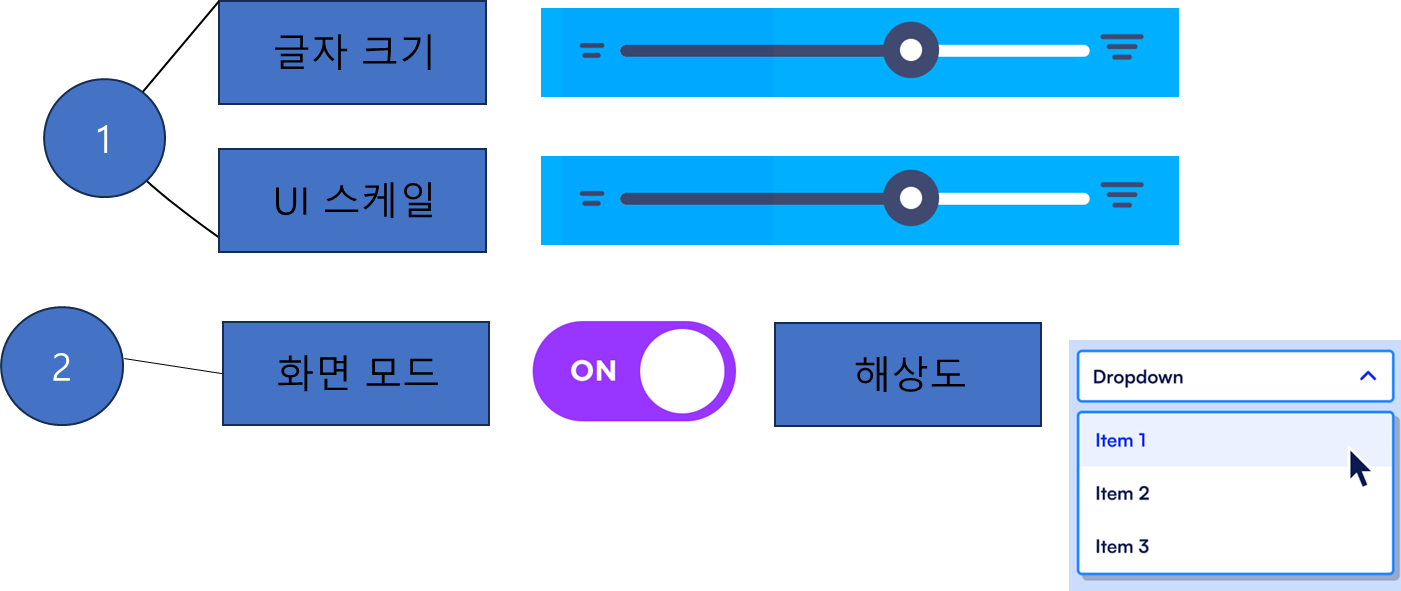 글자 크기
1
UI 스케일
2
화면 모드
ON
해상도
Dropdown
Item 1
Item 2
Item 3